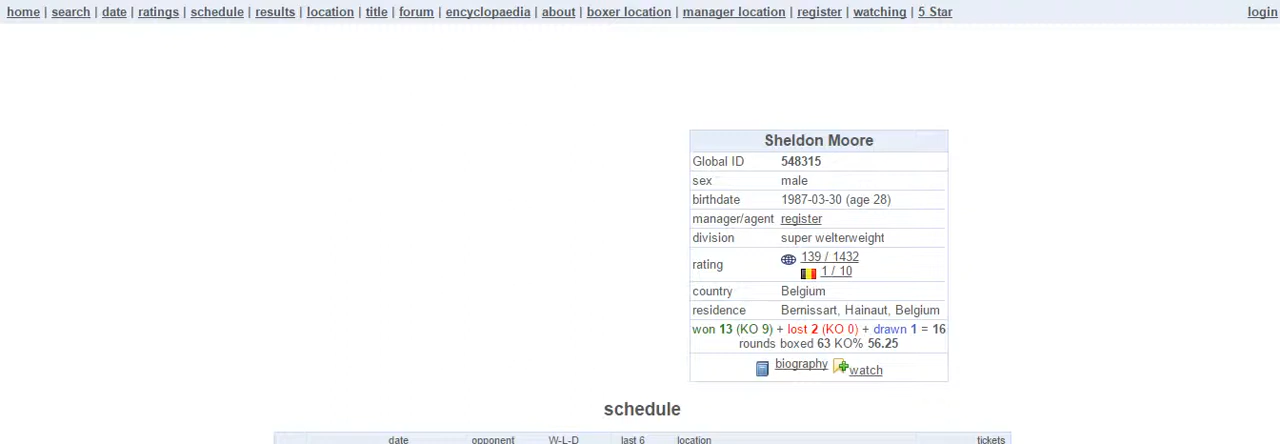 home | search | date | ratings | schedule | results | location | title | forum | encyclopaedia | about | boxer location | manager location | register | watching | 5 Star login
Sheldon Moore
Global ID 548315
sex male
birthdate 1987-03-30 (age 28)
manager/agent register
division super welterweight
rating 139 / 1432
1 / 10
country Belgium
residence Bernissart, Hainaut, Belgium
won 13 (KO 9) + lost 2 (KO 0) + drawn 1 = 16
rounds boxed 63 KO% 56.25
biography watch
schedule
date opponent W-L-D last 6 location tickets